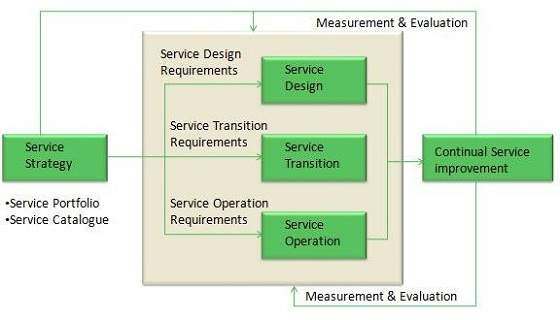 Measurement & Evaluation
Service Design
Requirements
Service
Design
Service Transition
Requirements
Service
Strategy
Service
Transition
Continual Service
improvement
•Service Portfolio
•Service Catalogue
Service Operation
Requirements
Service
Operation
Measurement & Evaluation